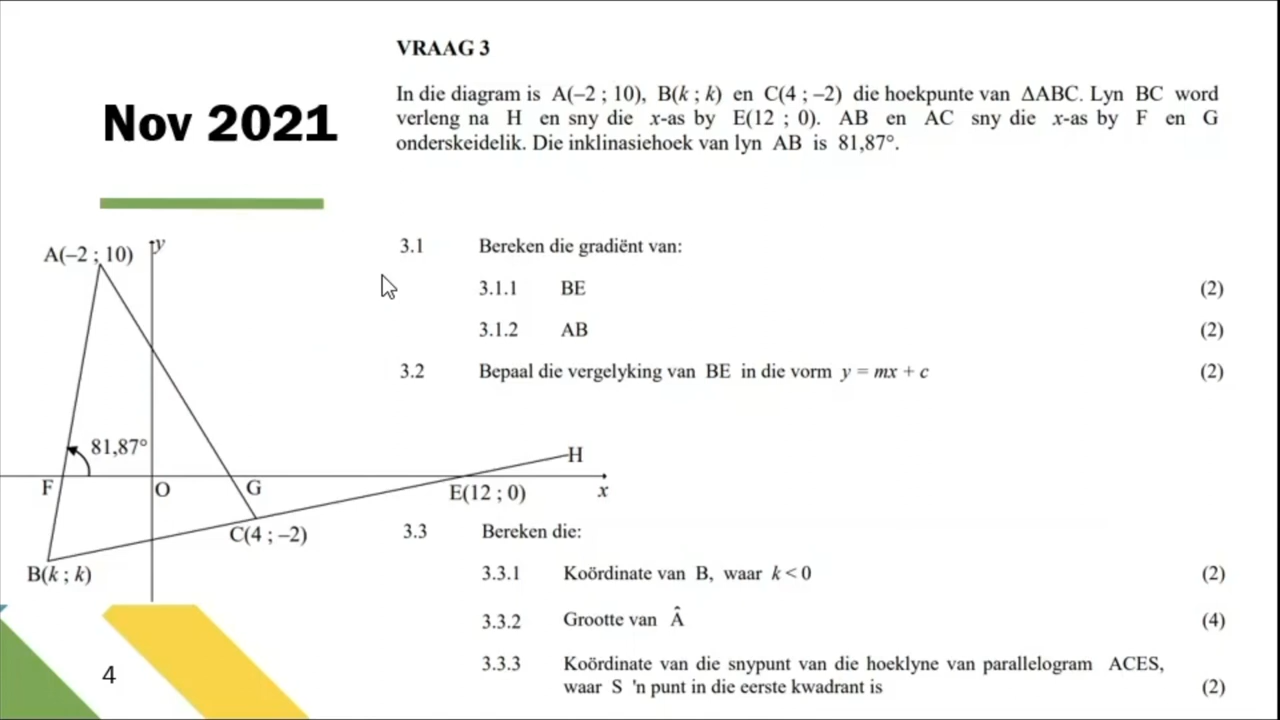 Nov 2021
VRAAG 3
In die diagram is A(–2 ; 10), B(k ; k) en C(4 ; –2) die hoekpunte van ΔABC. Lyn BC word
verleng na H en sny die x-as by E(12 ; 0). AB en AC sny die x-as by F en G
onderskeidelik. Die inklinasiehoek van lyn AB is 81,87°.
3.1 Bereken die gradiënt van:
3.1.1 BE (2)
3.1.2 AB (2)
3.2 Bepaal die vergelyking van BE in die vorm y = mx + c (2)
A(–2 ; 10)
y
81,87°
H
F
O
G
E(12 ; 0)
x
C(4 ; –2)
B(k ; k)
3.3 Bereken die:
3.3.1 Koördinate van B, waar k < 0 (2)
3.3.2 Grootte van Â (4)
3.3.3 Koördinate van die snypunt van die hoeklyne van parallelogram ACES,
waar S 'n punt in die eerste kwadrant is (2)
4